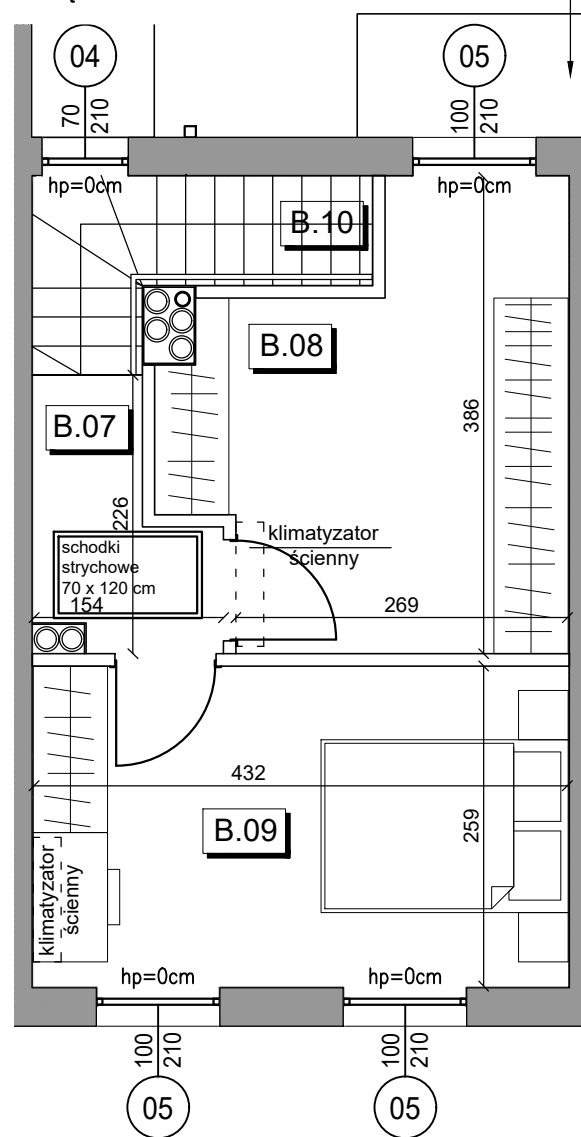 04
70
210
05
100
210
hp=0cm
hp=0cm
B.10
B.08
B.07
386
226
klimatyzator
ścienny
schodki
strychowe
70 x 120 cm
154
269
432
259
B.09
klimatyzator
ścienny
hp=0cm
hp=0cm
100
210
100
210
05
05